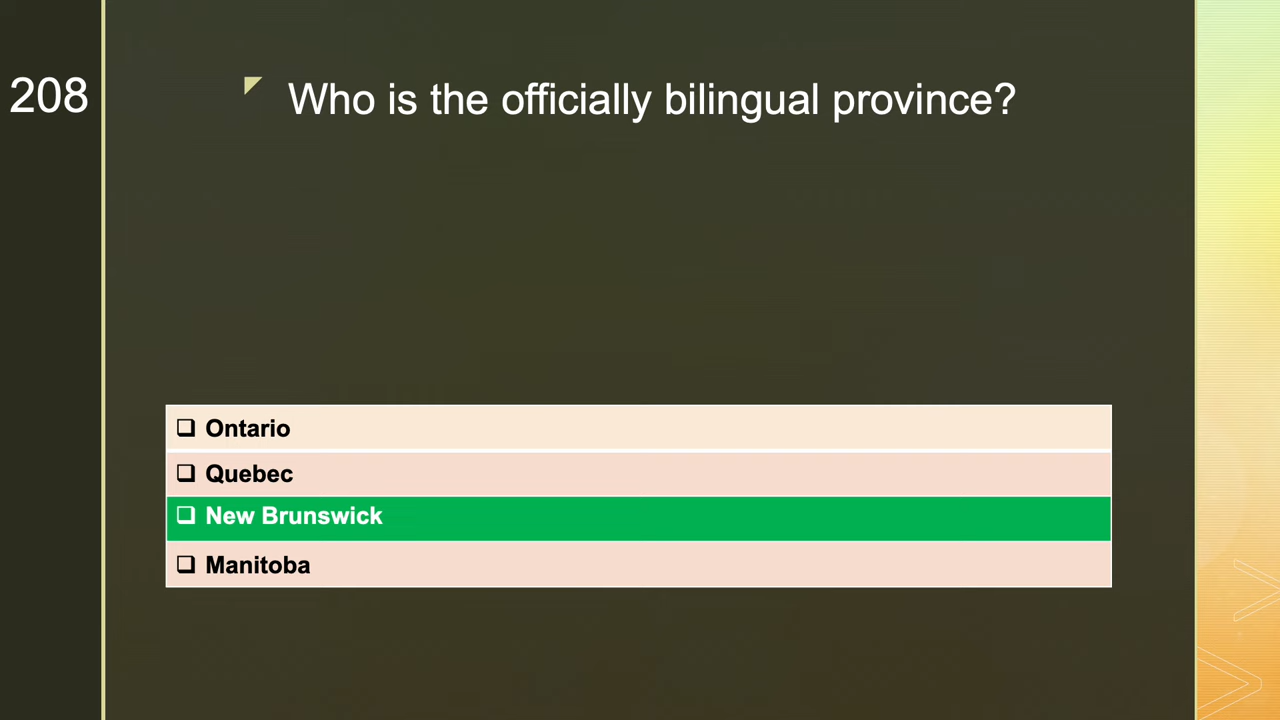 208
Who is the officially bilingual province?
❑ Ontario
❑ Quebec
❑ New Brunswick
❑ Manitoba